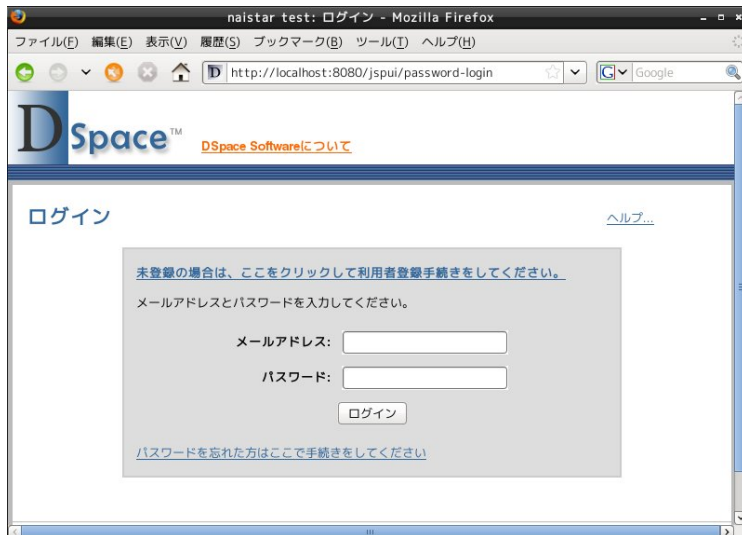 naistar test: ログイン - Mozilla Firefox
ファイル(F) 編集(E) 表示(V) 履歴(S) ブックマーク(B) ツール(T) ヘルプ(H)
http://localhost:8080/jspui/password-login Google
DSpace™ DSpace Softwareについて
ログイン ヘルプ...
未登録の場合は、ここをクリックして利用者登録手続きをしてください。
メールアドレスとパスワードを入力してください。
メールアドレス:
パスワード:
ログイン
パスワードを忘れた方はここで手続きをしてください